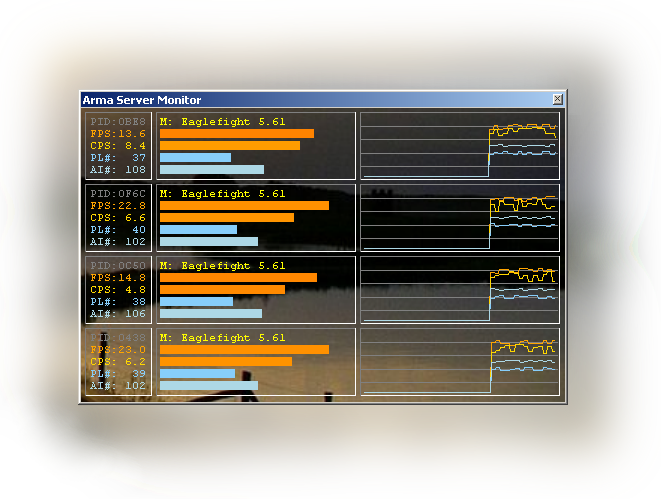 Arma Server Monitor
PID:0BE8
FPS:13.6
CPS: 8.4
PL#: 37
AI#: 108
M: Eaglefight 5.61
PID:0F6C
FPS:22.8
CPS: 6.6
PL#: 40
AI#: 102
M: Eaglefight 5.61
PID:0C50
FPS:14.8
CPS: 4.8
PL#: 38
AI#: 106
M: Eaglefight 5.61
PID:0438
FPS:23.0
CPS: 6.2
PL#: 39
AI#: 102
M: Eaglefight 5.61